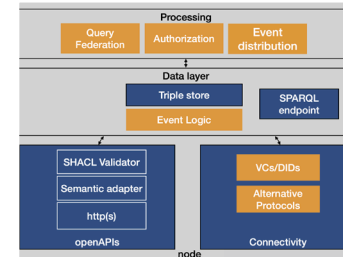 Processing
Query
Federation
Authorization
Event
distribution
Data layer
Triple store
SPARQL
endpoint
Event Logic
SHACL Validator
Semantic adapter
http(s)
openAPIs
VCs/DIDs
Alternative
Protocols
Connectivity
node